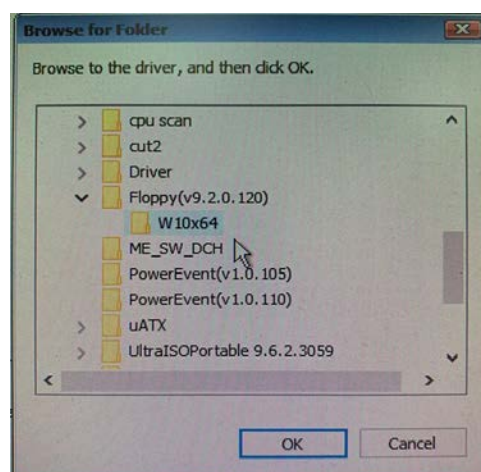 Browse for Folder
Browse to the driver, and then click OK.
cpu scan
cut2
Driver
Floppy(v9.2.0.120)
W10x64
ME_SW_DCH
PowerEvent(v1.0.105)
PowerEvent(v1.0.110)
uATX
UltraISOPortable 9.6.2.3059
OK
Cancel